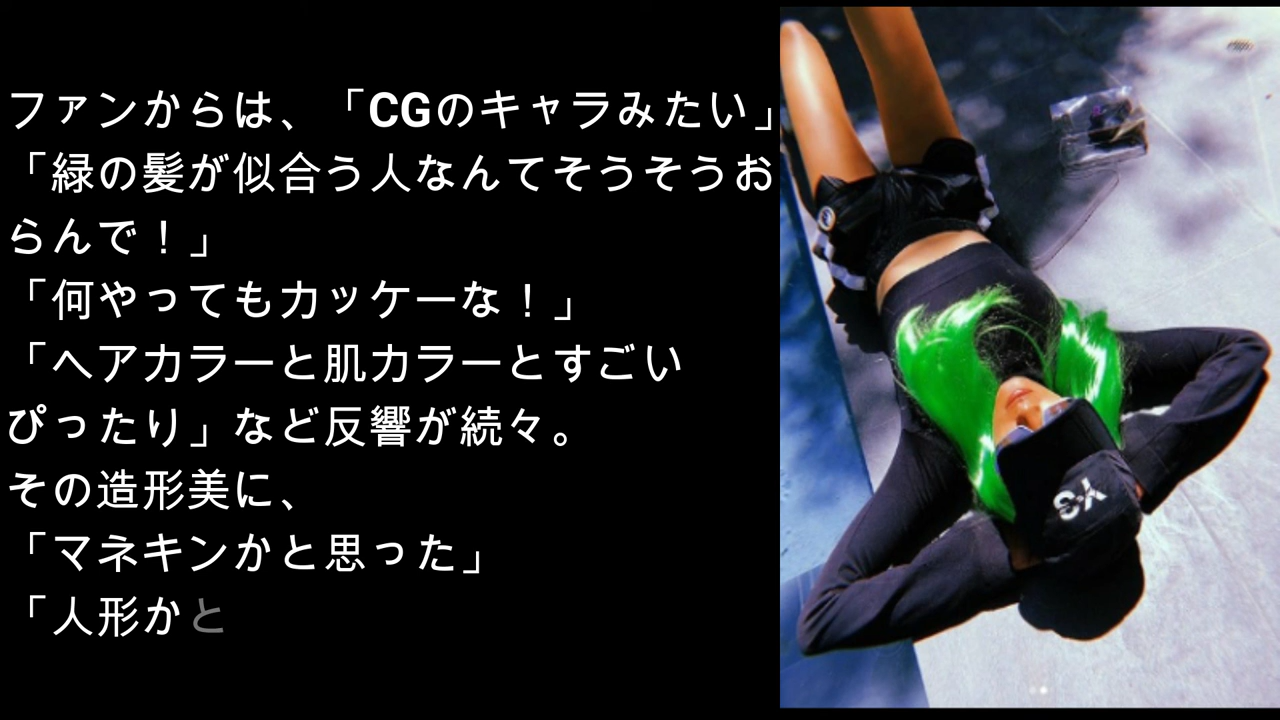 ファンからは、「CGのキャラみたい」
「緑の髪が似合う人なんてそうそうお
らんで！」
「何やってもカッケーな！」
「ヘアカラーと肌カラーとすごい
ぴったり」など反響が続々。
その造形美に、
「マネキンかと思った」
「人形かと
Y-3